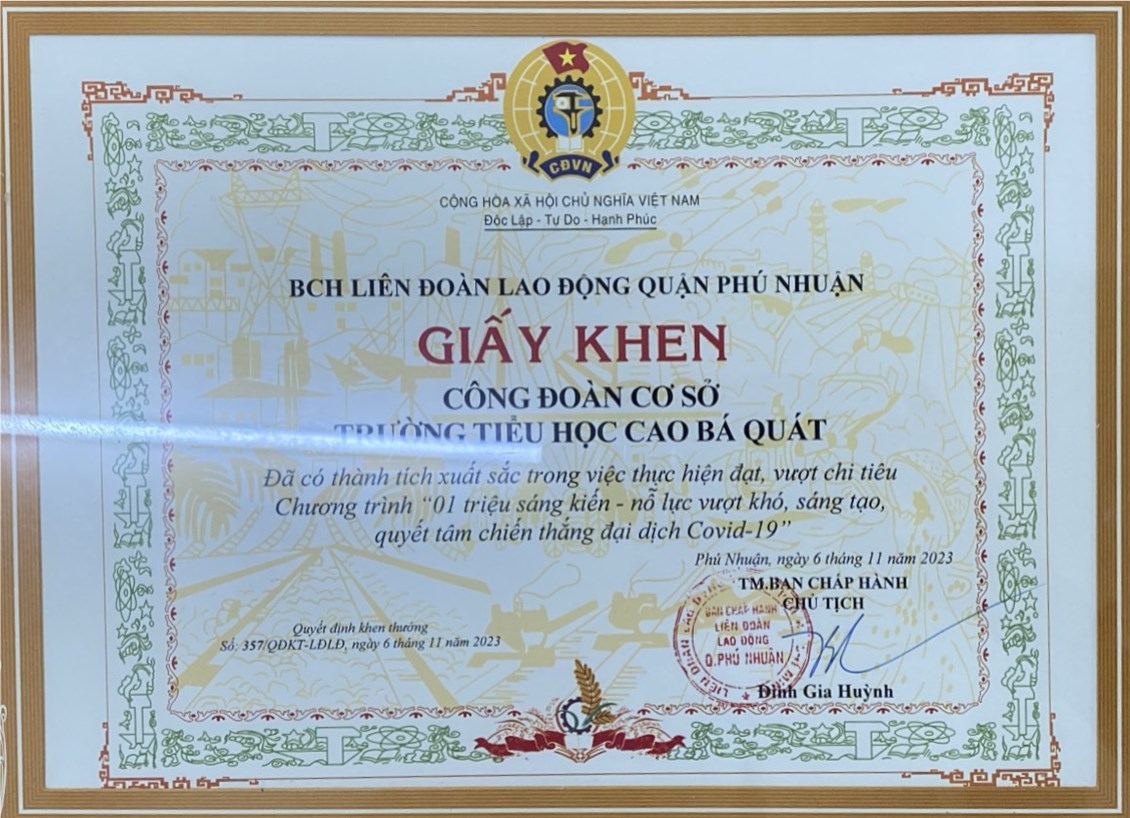 CĐVN
CỘNG HÒA XÃ HỘI CHỦ NGHĨA VIỆT NAM
Độc Lập - Tự Do - Hạnh Phúc
BCH LIÊN ĐOÀN LAO ĐỘNG QUẬN PHÚ NHUẬN
GIẤY KHEN
CÔNG ĐOÀN CƠ SỞ
TRƯỜNG TIỂU HỌC CAO BÁ QUÁT
Đã có thành tích xuất sắc trong việc thực hiện đạt, vượt chỉ tiêu
Chương trình “01 triệu sáng kiến - nỗ lực vượt khó, sáng tạo,
quyết tâm chiến thắng đại dịch Covid-19”
Phú Nhuận, ngày 6 tháng 11 năm 2023
TM.BAN CHẤP HÀNH
CHỦ TỊCH
BAN CHẤP HÀNH
LIÊN ĐOÀN
LAO ĐỘNG
Q.PHÚ NHUẬN
Quyết định khen thưởng
Số: 357/QĐKT-LĐLĐ, ngày 6 tháng 11 năm 2023
Đinh Gia Huỳnh